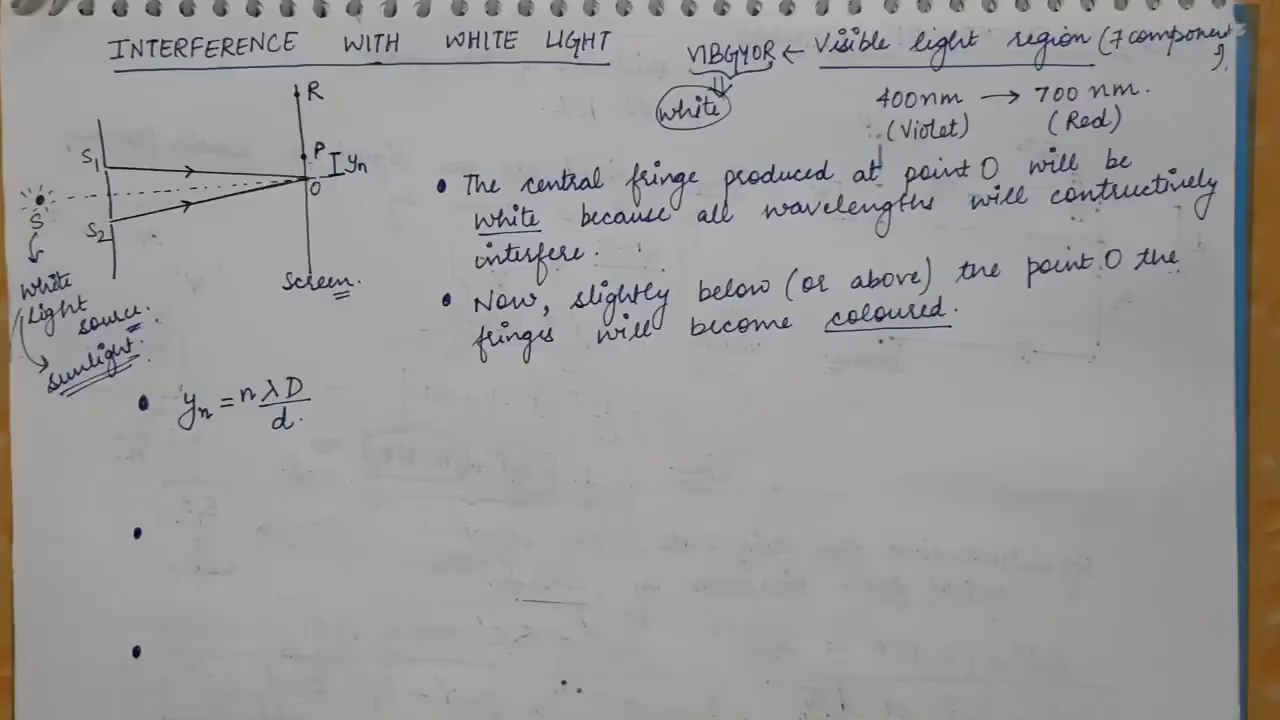 INTERFERENCE WITH WHITE LIGHT
VIBGYOR ← Visible light region (7 components).
white
400nm → 700 nm.
(Violet) (Red)
R
P
yn
O
S1
S2
S
Screen.
white
light
source.
sunlight.
• The central fringe produced at point O will be
white because all wavelengths will contructively
interfere.
• Now, slightly below (or above) the point O the
fringes will become coloured.
• yn = nλD
d.